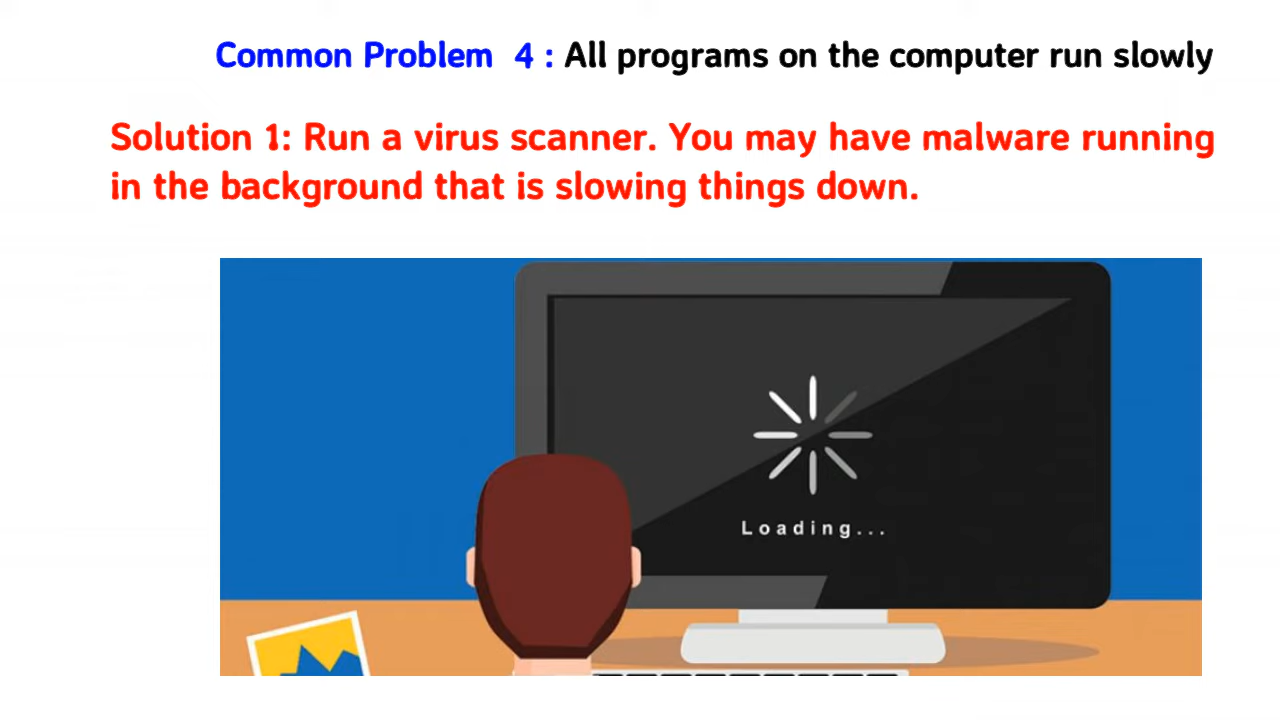 Common Problem 4 : All programs on the computer run slowly
Solution 1: Run a virus scanner. You may have malware running
in the background that is slowing things down.
Loading...